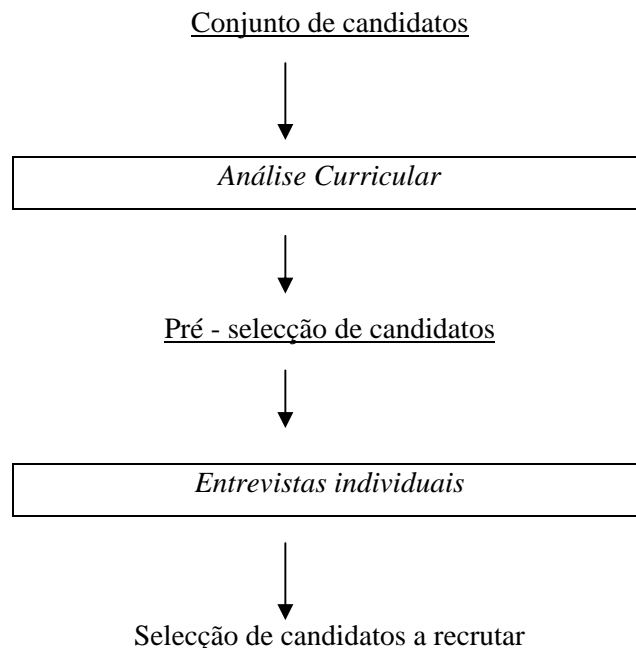 Conjunto de candidatos
Análise Curricular
Pré - selecção de candidatos
Entrevistas individuais
Selecção de candidatos a recrutar